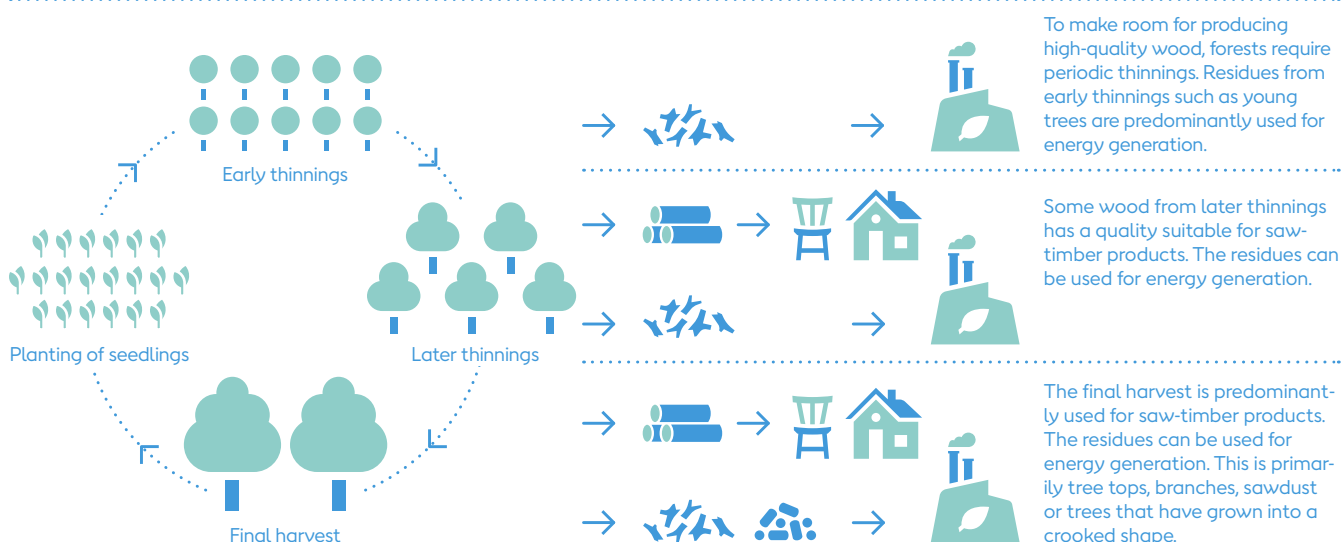 To make room for producing
high-quality wood, forests require
periodic thinnings. Residues from
early thinnings such as young
trees are predominantly used for
energy generation.
Early thinnings
Some wood from later thinnings
has a quality suitable for saw-
timber products. The residues can
be used for energy generation.
Planting of seedlings
Later thinnings
The final harvest is predominant-
ly used for saw-timber products.
The residues can be used for
energy generation. This is primar-
ily tree tops, branches, sawdust
or trees that have grown into a
crooked shape.
Final harvest